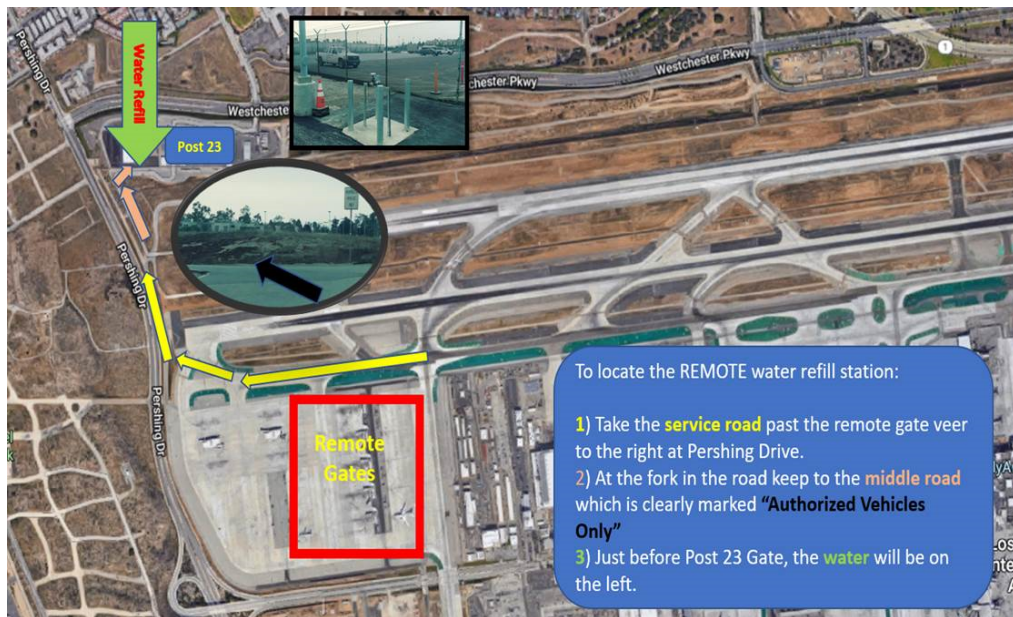 Pershing Dr.
Water Refill
Westchester
chester Pkwy
Westchester Pkwy
1
Post 23
Pershing Dr.
Pershing Dr
Remote
Gates
To locate the REMOTE water refill station:
1) Take the service road past the remote gate veer
to the right at Pershing Drive.
2) At the fork in the road keep to the middle road
which is clearly marked “Authorized Vehicles
Only”
3) Just before Post 23 Gate, the water will be on
the left.